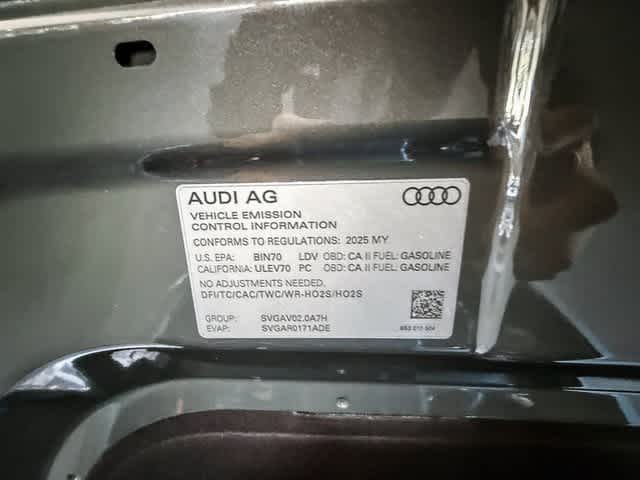 AUDI AG
VEHICLE EMISSION
CONTROL INFORMATION
CONFORMS TO REGULATIONS: 2025 MY
U.S. EPA: BIN70 LDV OBD: CA II FUEL: GASOLINE
CALIFORNIA: ULEV70 PC OBD: CA II FUEL: GASOLINE
NO ADJUSTMENTS NEEDED.
DFI/TC/CAC/TWC/WR-HO2S/HO2S
GROUP: SVGAV02.0A7H
EVAP: SVGAR0171ADE